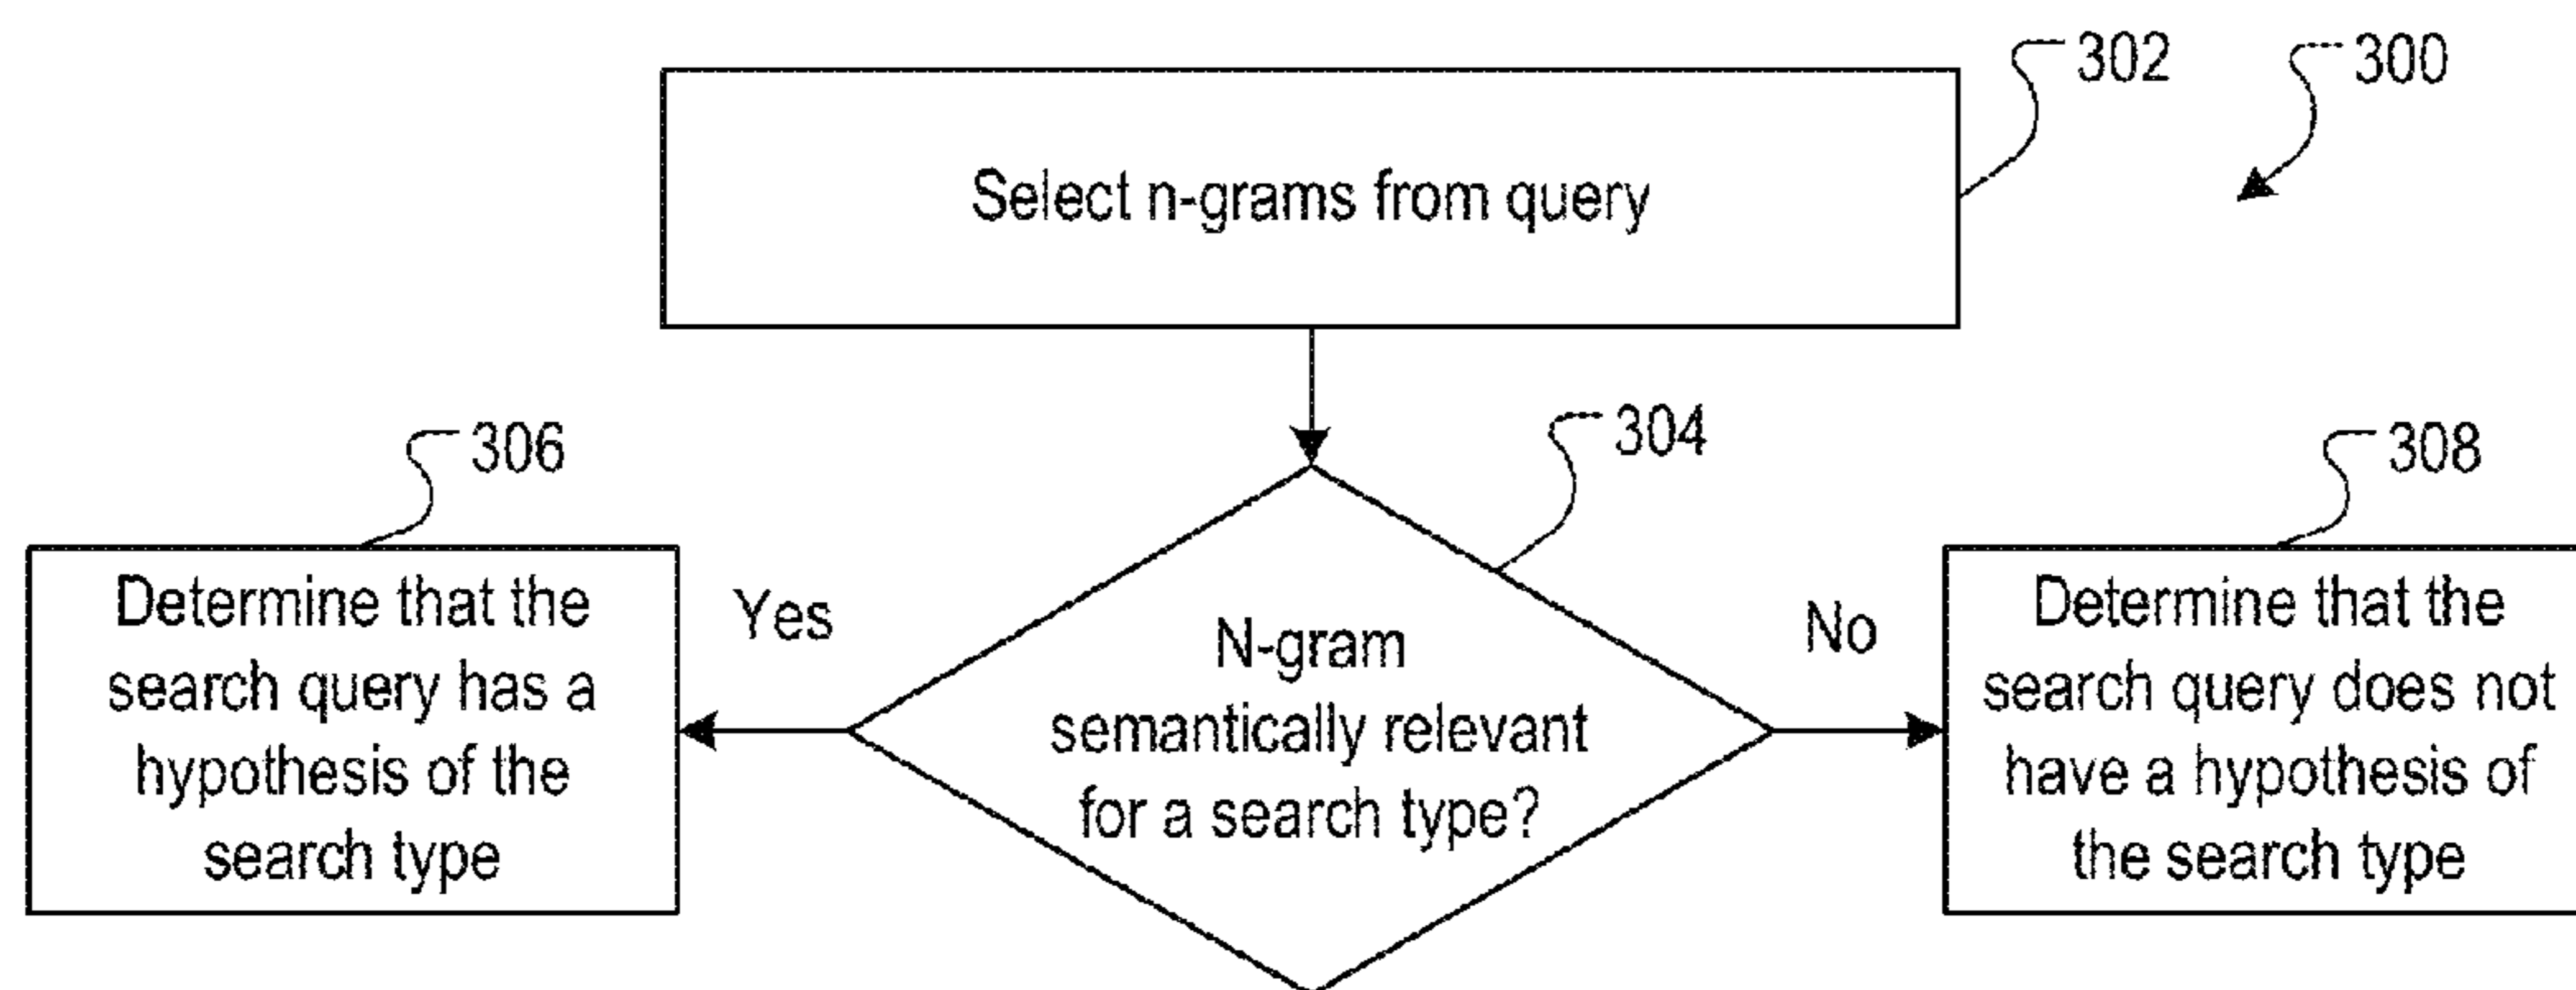 302
300
Select n-grams from query
304
306
308
Determine that the
search query has a
hypothesis of the
search type
Yes
N-gram
semantically relevant
for a search type?
No
Determine that the
search query does not
have a hypothesis of
the search type